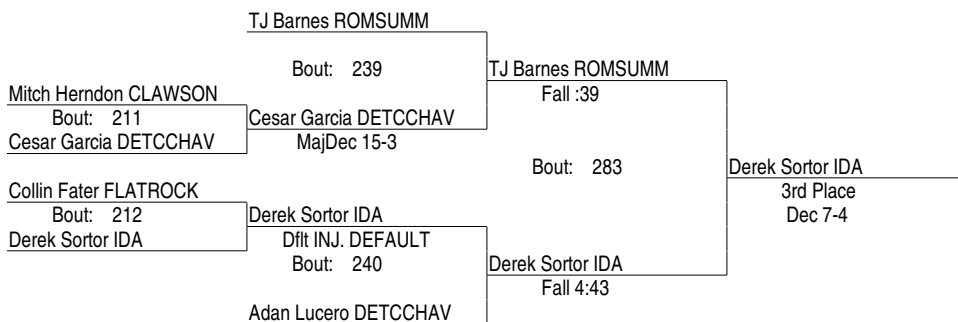 TJ Barnes ROMSUMM
Bout: 239
TJ Barnes ROMSUMM
Fall :39
Mitch Herndon CLAWSON
Bout: 211
Cesar Garcia DETCCHAV
Cesar Garcia DETCCHAV
MajDec 15-3
Bout: 283
Derek Sortor IDA
3rd Place
Dec 7-4
Collin Fater FLATROCK
Bout: 212
Derek Sortor IDA
Derek Sortor IDA
Dflt INJ. DEFAULT
Bout: 240
Derek Sortor IDA
Fall 4:43
Adan Lucero DETCCHAV